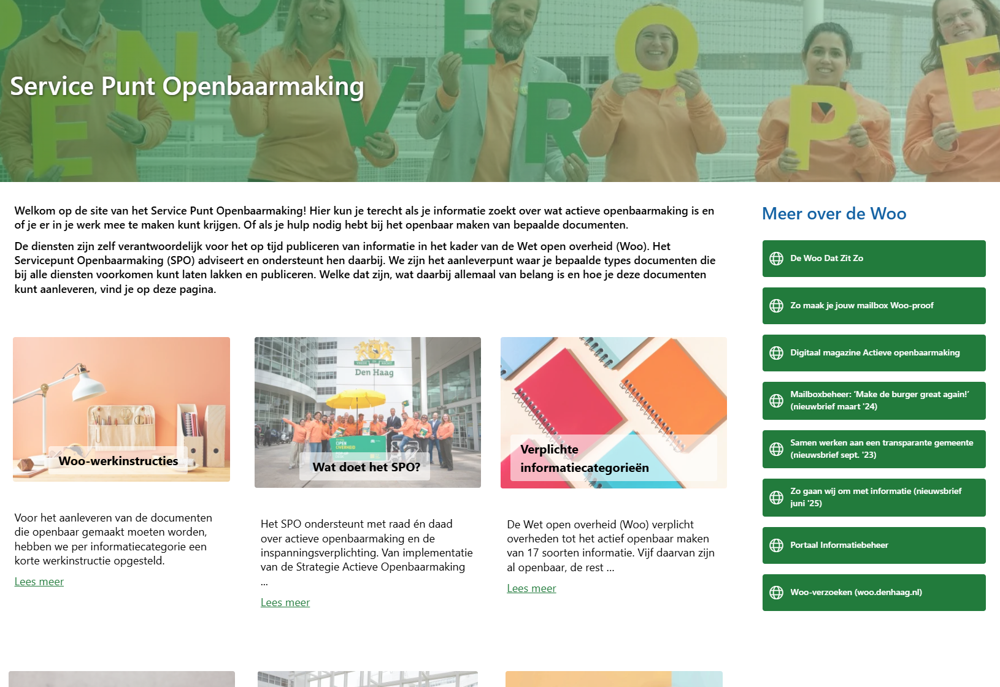 Service Punt Openbaarmaking
Welkom op de site van het Service Punt Openbaarmaking! Hier kun je terecht als je informatie zoekt over wat actieve openbaarmaking is en
of je er in je werk mee te maken kunt krijgen. Of als je hulp nodig hebt bij het openbaar maken van bepaalde documenten.
De diensten zijn zelf verantwoordelijk voor het op tijd publiceren van informatie in het kader van de Wet open overheid (Woo). Het
Servicepunt Openbaarmaking (SPO) adviseert en ondersteunt hen daarbij. We zijn het aanleverpunt waar je bepaalde types documenten die
bij alle diensten voorkomen kunt laten lakken en publiceren. Welke dat zijn, wat daarbij allemaal van belang is en hoe je deze documenten
kunt aanleveren, vind je op deze pagina.
Woo-werkinstructies
Voor het aanleveren van de documenten
die openbaar gemaakt moeten worden,
hebben we per informatiecategorie een
korte werkinstructie opgesteld.
Lees meer
Den Haag
OPEN
OVERHEID
Wat doet het SPO?
Het SPO ondersteunt met raad én daad
over actieve openbaarmaking en de
inspanningsverplichting. Van implementatie
van de Strategie Actieve Openbaarmaking
...
Lees meer
Verplichte
informatiecategorieën
De Wet open overheid (Woo) verplicht
overheden tot het actief openbaar maken
van 17 soorten informatie. Vijf daarvan zijn
al openbaar, de rest ...
Lees meer
Meer over de Woo
De Woo Dat Zit Zo
Zo maak je jouw mailbox Woo-proof
Digitaal magazine Actieve openbaarmaking
Mailboxbeheer: ‘Make de burger great again!’
(nieuwbrief maart '24)
Samen werken aan een transparante gemeente
(nieuwsbrief sept. '23)
Zo gaan wij om met informatie (nieuwsbrief
juni '25)
Portaal Informatiebeheer
Woo-verzoeken (woo.denhaag.nl)